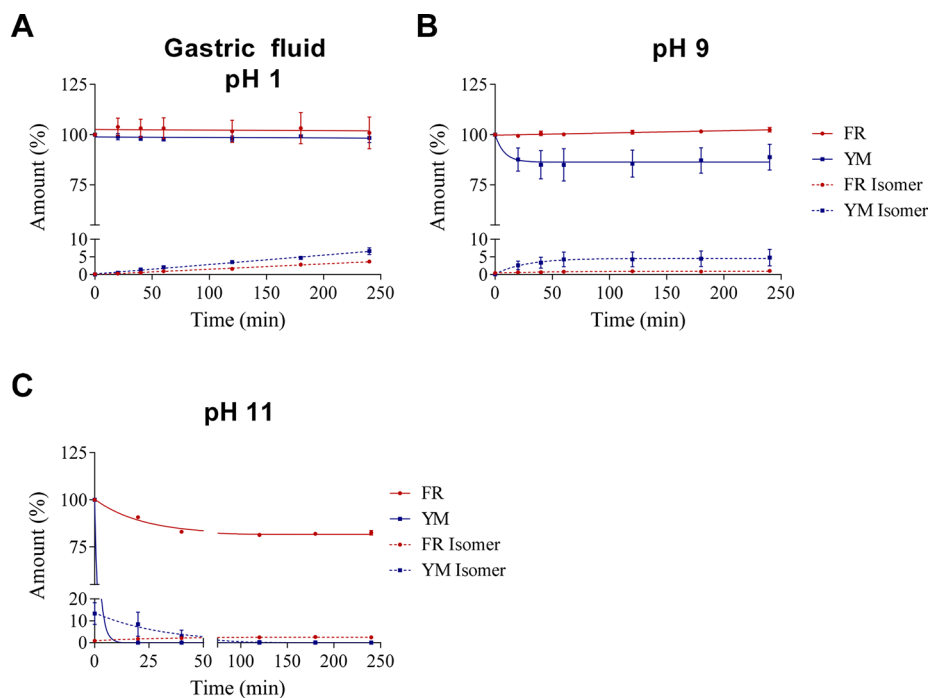 A
Gastric fluid
pH 1
125
100
75
10
5
0
0 50 100 150 200 250
Amount (%)
Time (min)
B
pH 9
125
100
75
10
5
0
0 50 100 150 200 250
Amount (%)
Time (min)
FR
YM
FR Isomer
YM Isomer
C
pH 11
125
100
75
20
10
0
0 25 50 100 150 200 250
Amount (%)
Time (min)
FR
YM
FR Isomer
YM Isomer